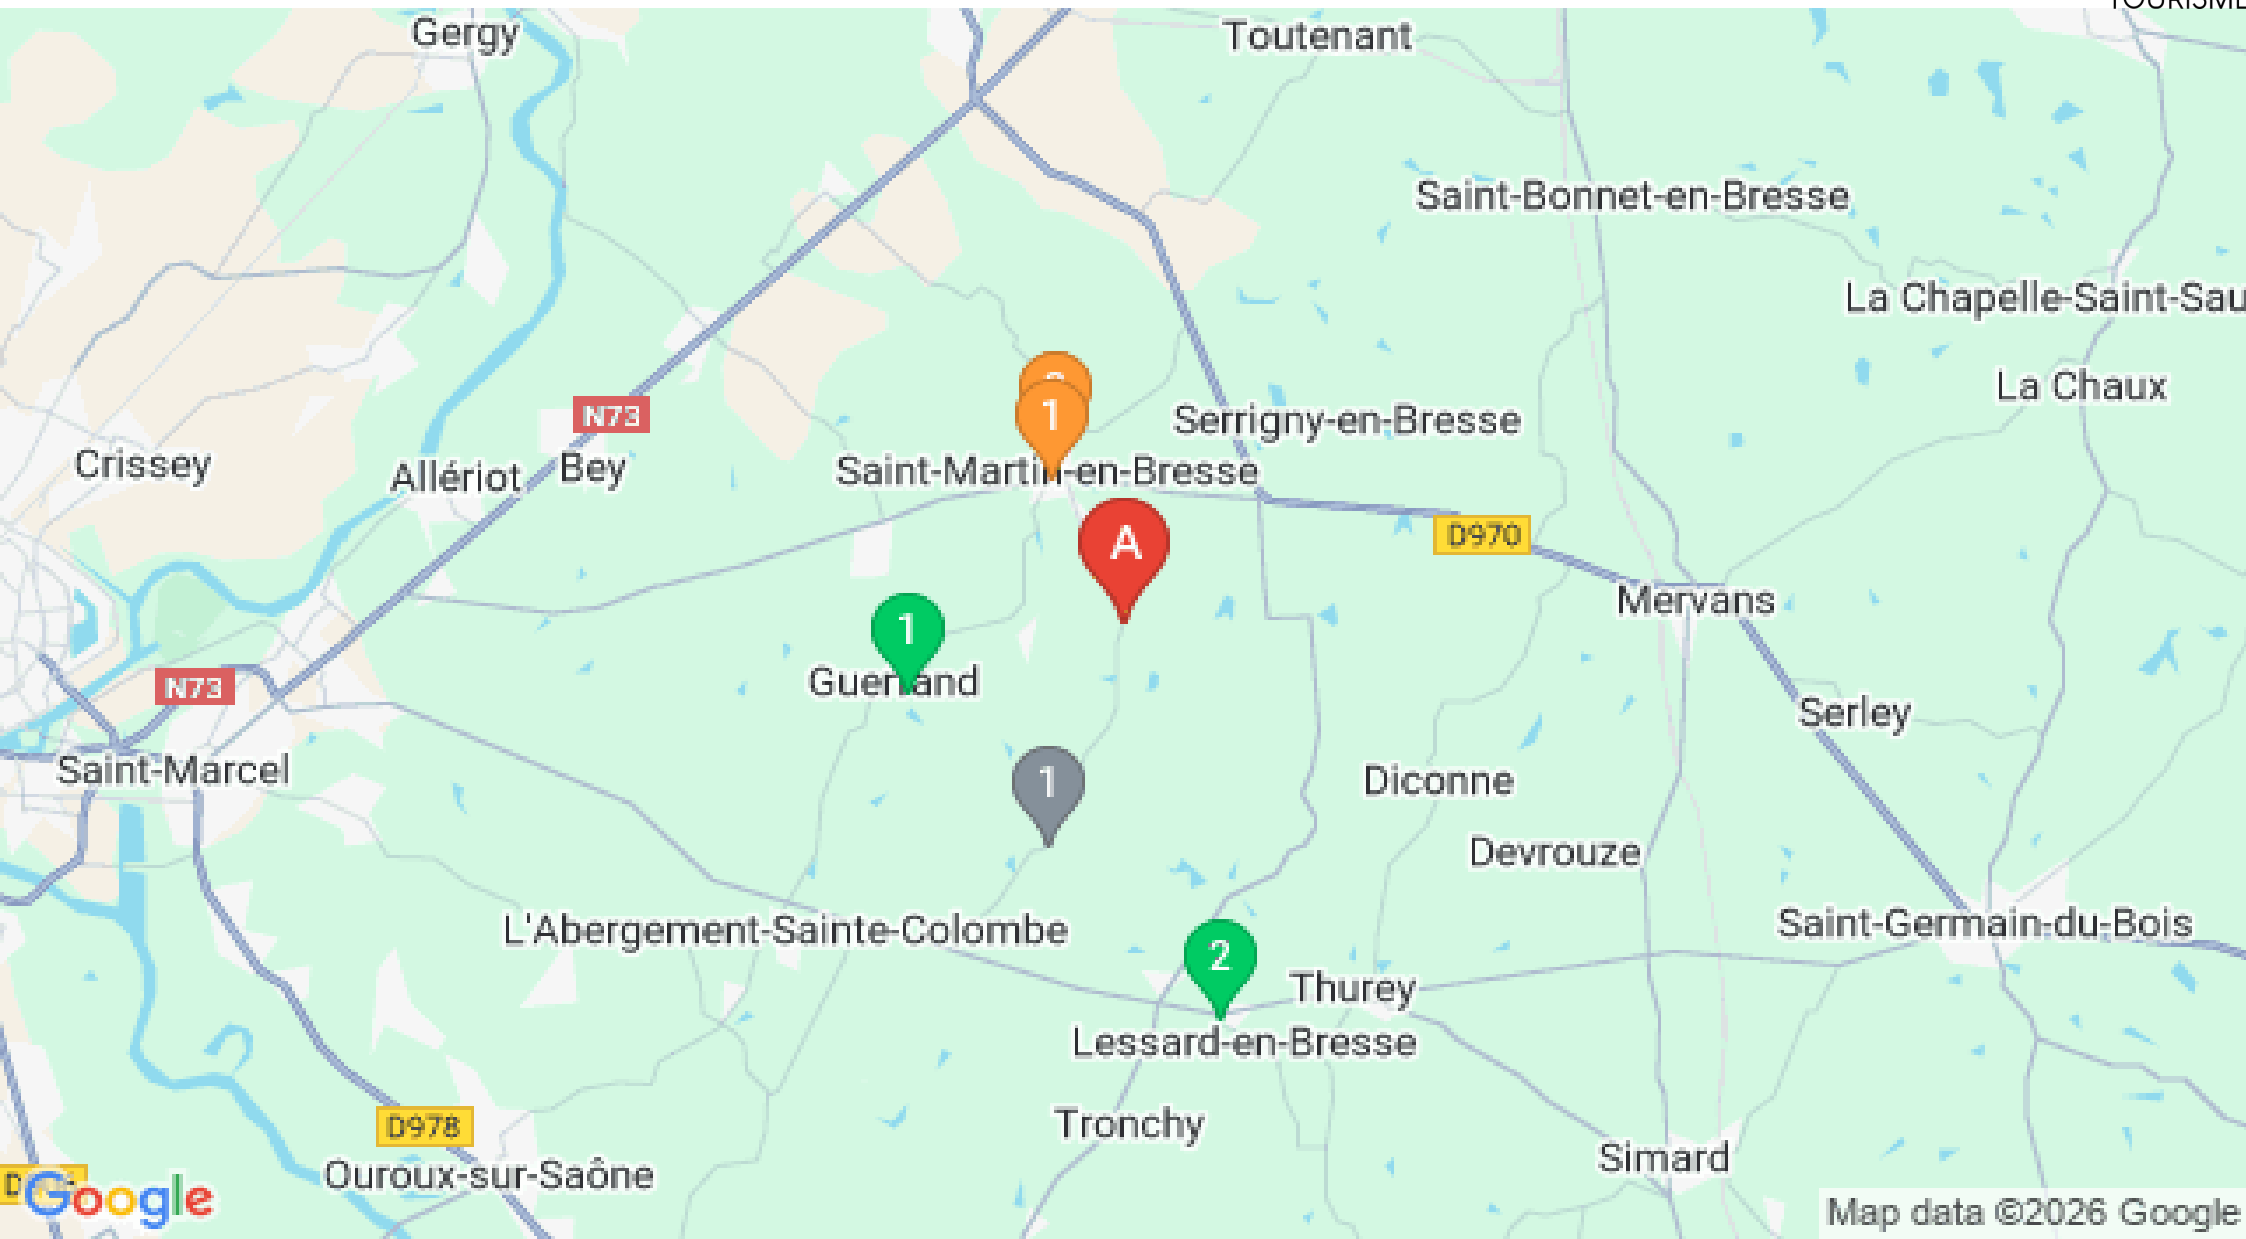 TOURISME
Gergy
Toutenant
Saint-Bonnet-en-Bresse
La Chapelle-Saint-Sau
La Chaux
1
N73
Serrigny-en-Bresse
Crissey
Allériot
Bey
Saint-Martin-en-Bresse
D970
A
Mervans
1
Guerfand
N73
Serley
Saint-Marcel
1
Diconne
Devrouze
L'Abergement-Sainte-Colombe
Saint-Germain-du-Bois
2
Thurey
Lessard-en-Bresse
D978
Tronchy
Simard
Ouroux-sur-Saône
Google
Map data ©2026 Google